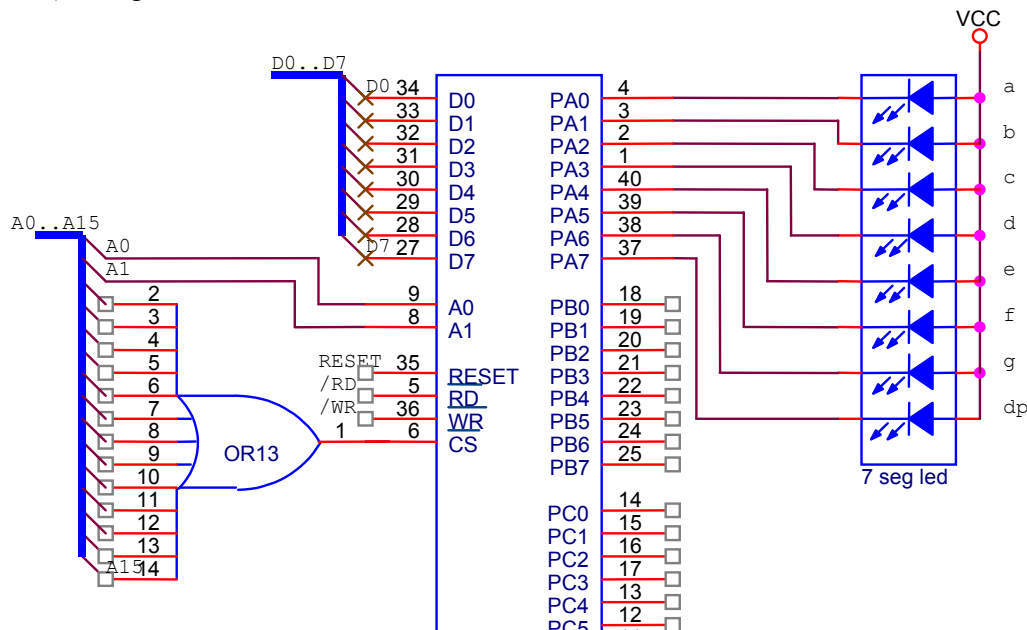 VCC
D0..D7
D0 34 D0 PA0 4 a
33 D1 PA1 3
32 D2 PA2 2 b
31 D3 PA3 1
30 D4 PA4 40 c
29 D5 PA5 39
28 D6 PA6 38 d
D7 27 D7 PA7 37
A0..A15
A0
A1 e
2 9 A0 PB0 18
3 8 A1 PB1 19 f
4 PB2 20
5 RESET 35 RESET PB3 21 g
6 /RD 5 RD PB4 22
7 /WR 36 WR PB5 23 dp
8 1 6 CS PB6 24
9 OR13 PB7 25
10 7 seg led
11 PC0 14
12 PC1 15
13 PC2 16
A15 14 PC3 17
PC4 13
PC5 12